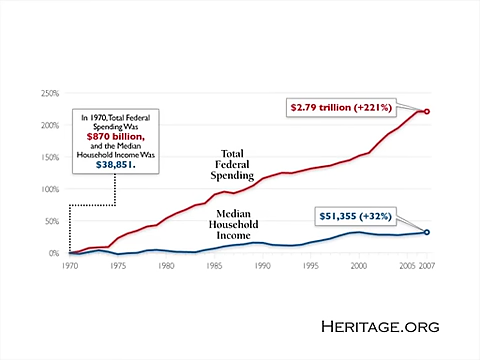 250%
200%
150%
100%
50%
0%
In 1970, Total Federal
Spending Was
$870 billion,
and the Median
Household Income Was
$38,851.
$2.79 trillion (+221%)
Total
Federal
Spending
Median
Household
Income
$51,355 (+32%)
1970
1975
1980
1985
1990
1995
2000
2005
2007
Heritage.org